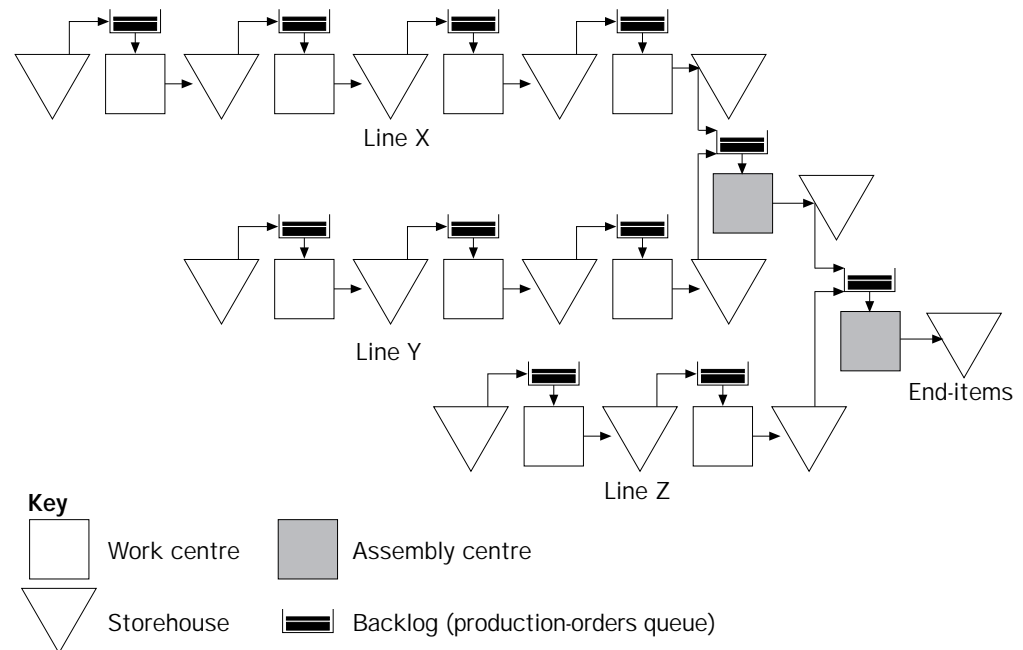 Line X
Line Y
End-items
Line Z
Key
Work centre
Assembly centre
Storehouse
Backlog (production-orders queue)